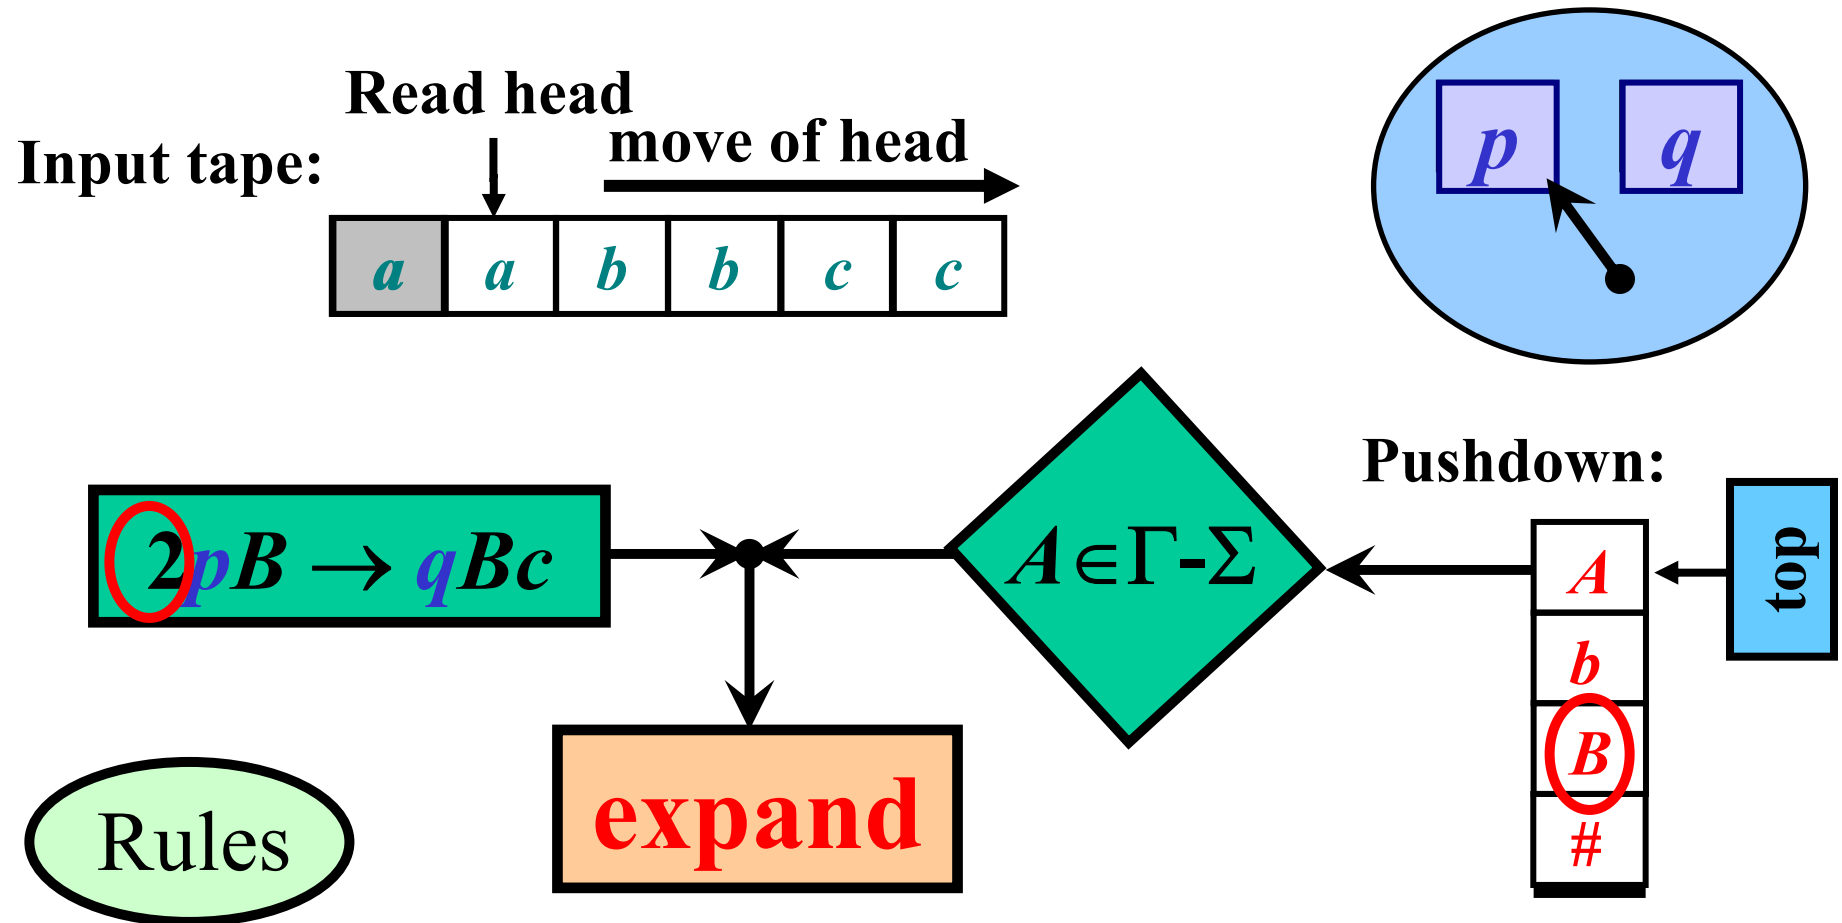 Read head
move of head
Input tape:
a a b b c c
p q
Pushdown:
2pB → qBc
A∈Γ-Σ
A
top
b
B
#
expand
Rules